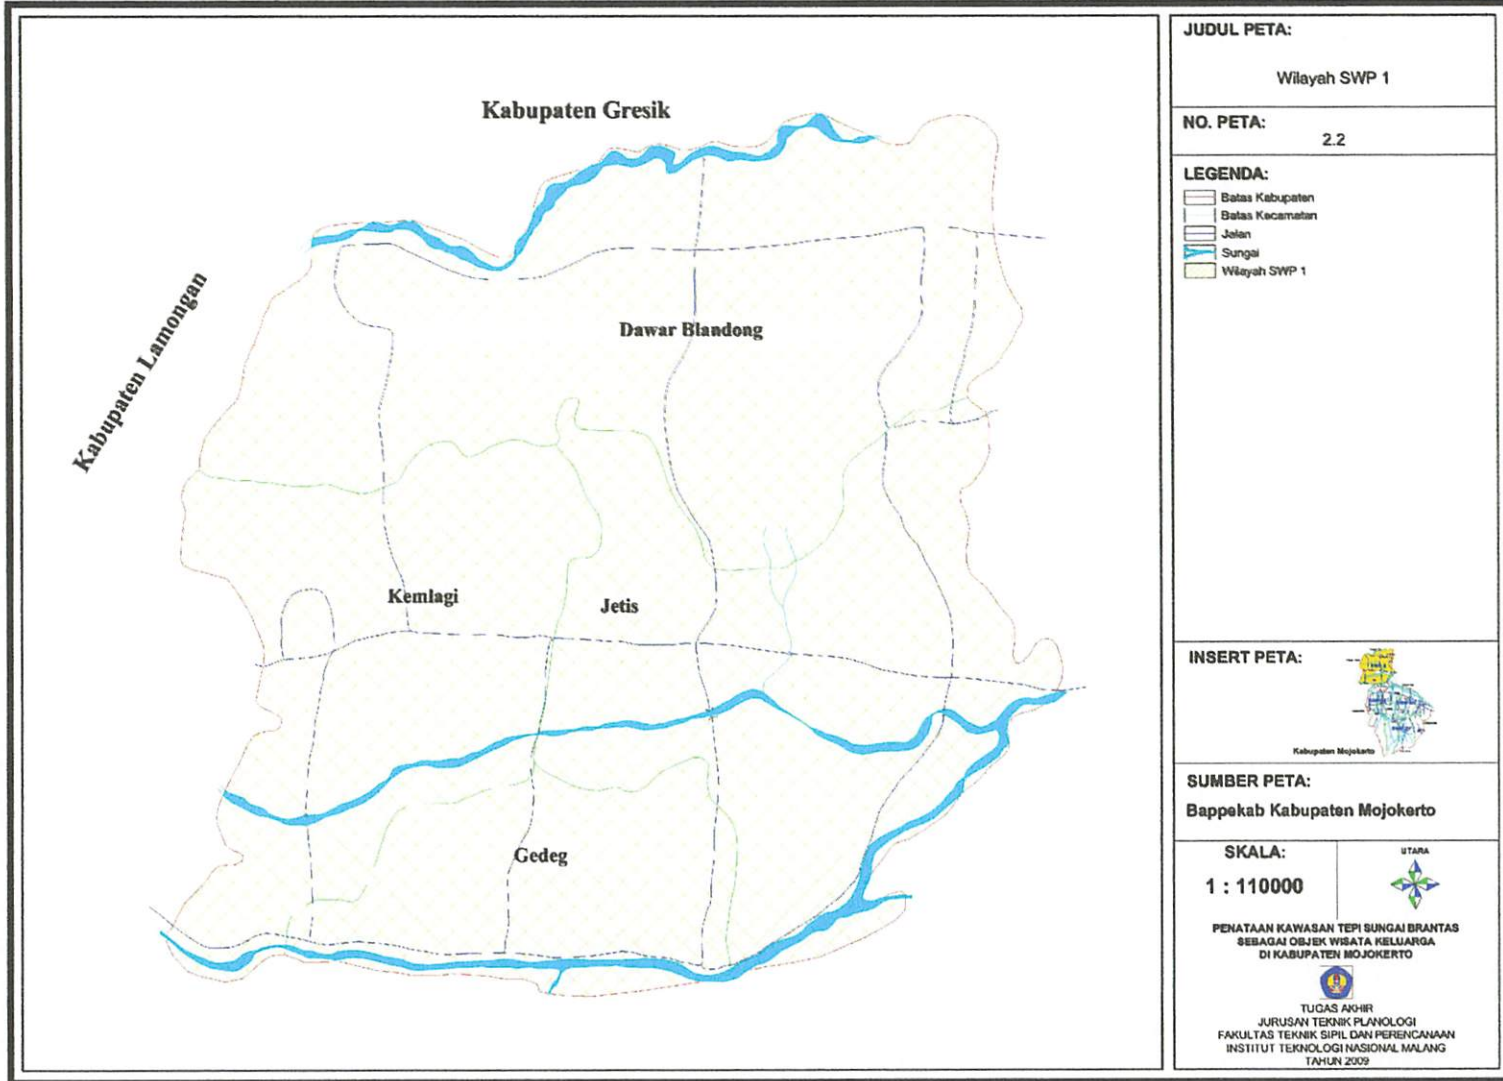 Kabupaten Gresik
Kabupaten Lamongan
Dawar Blandong
Kemlagi
Jetis
Gedeg
JUDUL PETA:
Wilayah SWP 1
NO. PETA:
2.2
LEGENDA:
Batas Kabupaten
Batas Kecamatan
Jalan
Sungai
Wilayah SWP 1
INSERT PETA:
Kabupaten Mojokerto
SUMBER PETA:
Bappekab Kabupaten Mojokerto
SKALA:
1 : 110000
UTARA
PENATAAN KAWASAN TEPI SUNGAI BRANTAS
SEBAGAI OBJEK WISATA KELUARGA
DI KABUPATEN MOJOKERTO
TUGAS AKHIR
JURUSAN TEKNIK PLANOLOGI
FAKULTAS TEKNIK SIPIL DAN PERENCANAAN
INSTITUT TEKNOLOGI NASIONAL MALANG
TAHUN 2009